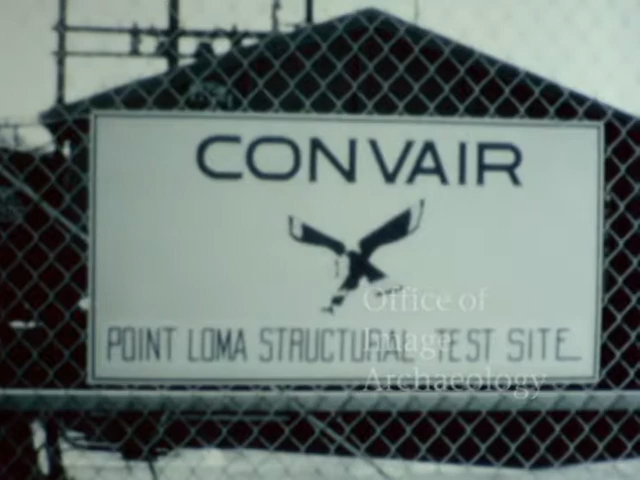 CONVAIR
POINT LOMA STRUCTURAL TEST SITE
Office of
Image
Archaeology